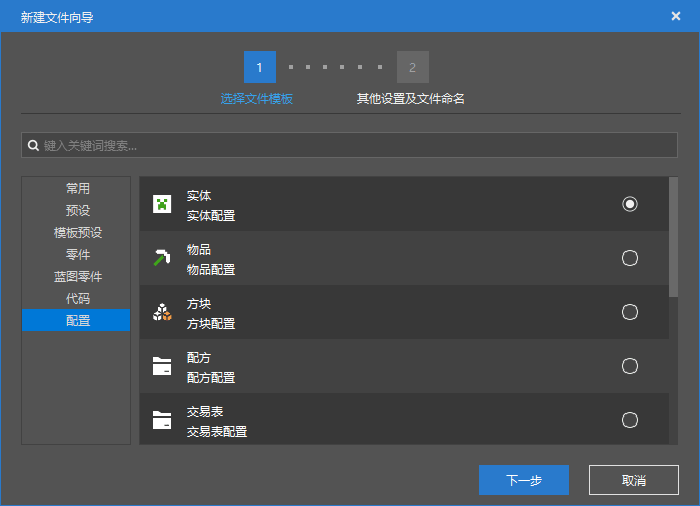 新建文件向导
1
2
选择文件模板
其他设置及文件命名
键入关键词搜索...
常用
预设
模板预设
零件
蓝图零件
代码
配置
实体
实体配置
物品
物品配置
方块
方块配置
配方
配方配置
交易表
交易表配置
下一步
取消